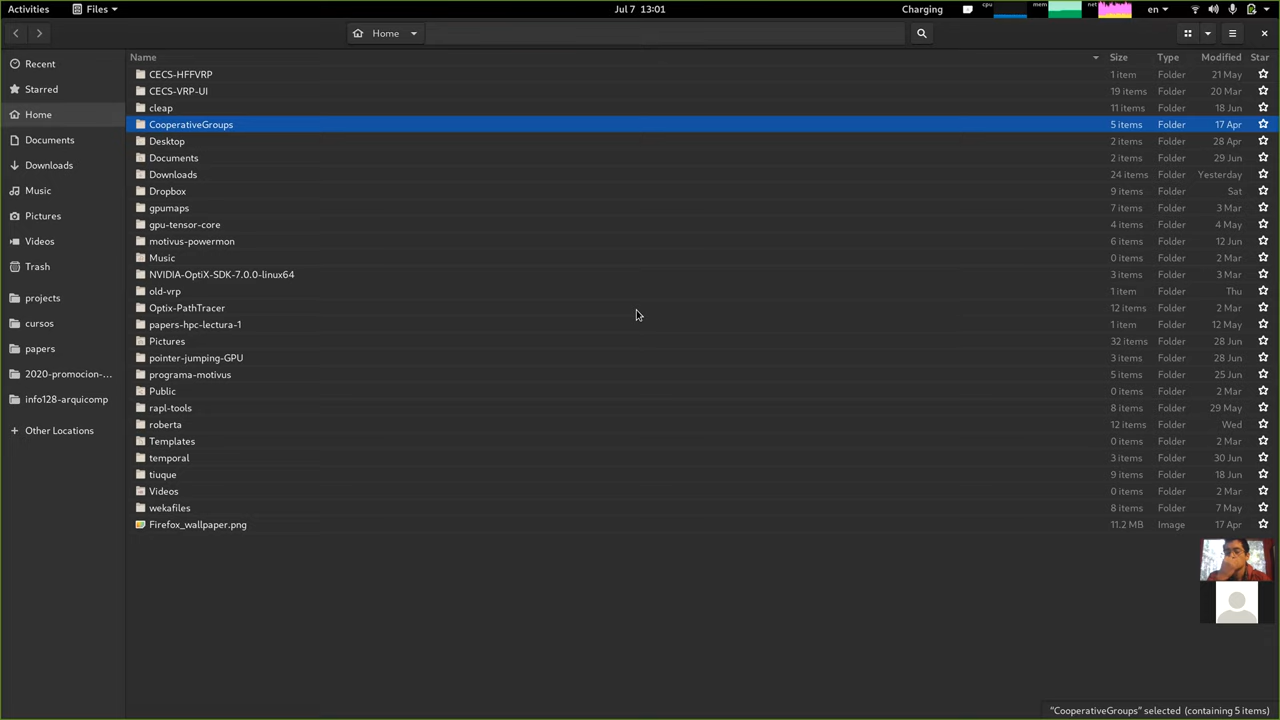 Activities Files Jul 7 13:01 Charging cpu mem net en
Home
Name Size Type Modified Star
Recent
Starred
Home
Documents
Downloads
Music
Pictures
Videos
Trash
projects
cursos
papers
2020-promocion-...
info128-arquicomp
Other Locations
CECS-HFFVRP 1 item Folder 21 May
CECS-VRP-UI 19 items Folder 20 Mar
cleap 11 items Folder 18 Jun
CooperativeGroups 5 items Folder 17 Apr
Desktop 2 items Folder 28 Apr
Documents 2 items Folder 29 Jun
Downloads 24 items Folder Yesterday
Dropbox 9 items Folder Sat
gpumaps 7 items Folder 3 Mar
gpu-tensor-core 4 items Folder 4 May
motivus-powermon 6 items Folder 12 Jun
Music 0 items Folder 2 Mar
NVIDIA-OptiX-SDK-7.0.0-linux64 3 items Folder 3 Mar
old-vrp 1 item Folder Thu
Optix-PathTracer 12 items Folder 2 Mar
papers-hpc-lectura-1 1 item Folder 12 May
Pictures 32 items Folder 28 Jun
pointer-jumping-GPU 3 items Folder 28 Jun
programa-motivus 5 items Folder 25 Jun
Public 0 items Folder 2 Mar
rapl-tools 8 items Folder 29 May
roberta 12 items Folder Wed
Templates 0 items Folder 2 Mar
temporal 3 items Folder 30 Jun
tiuque 9 items Folder 18 Jun
Videos 0 items Folder 2 Mar
wekafiles 8 items Folder 7 May
Firefox_wallpaper.png 11.2 MB Image 17 Apr
"CooperativeGroups" selected (containing 5 items)